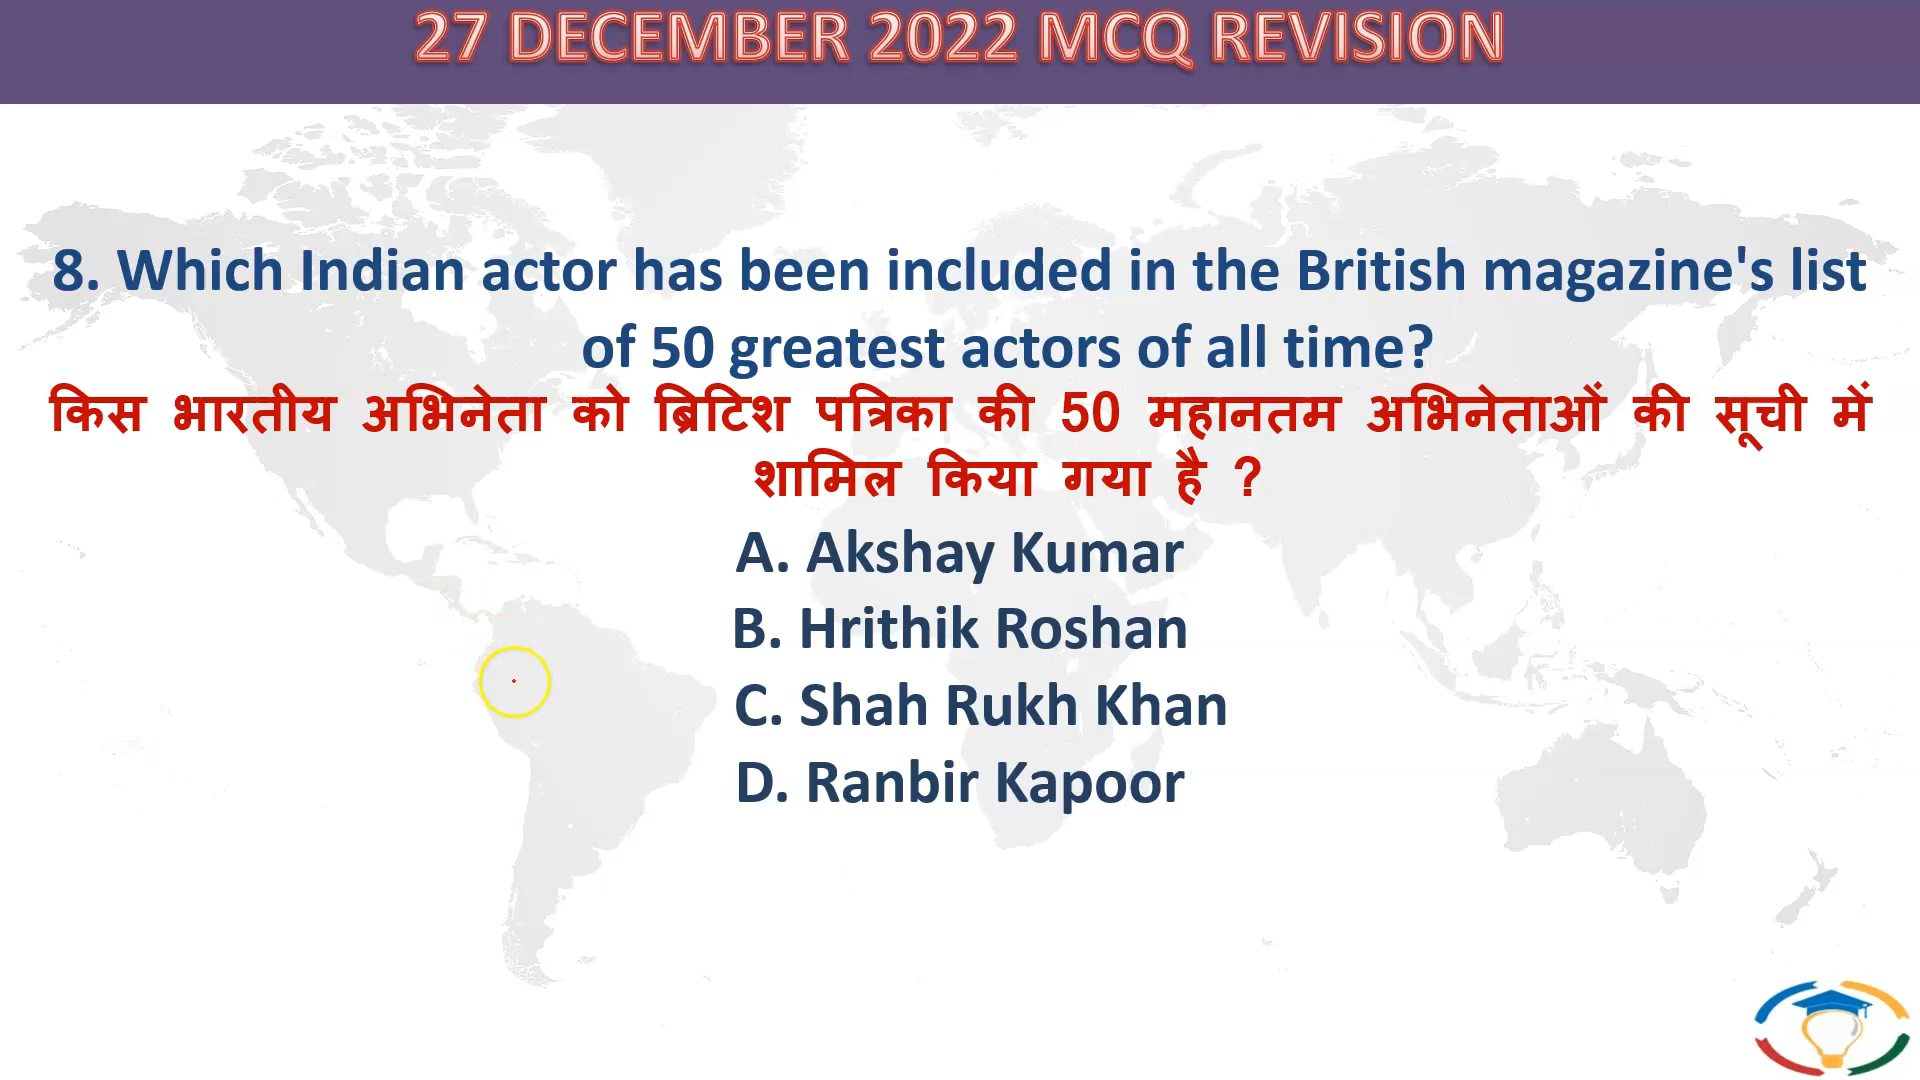 27 DECEMBER 2022 MCQ REVISION
8. Which Indian actor has been included in the British magazine's list
of 50 greatest actors of all time?
किस भारतीय अभिनेता को ब्रिटिश पत्रिका की 50 महानतम अभिनेताओं की सूची में
शामिल किया गया है ?
A. Akshay Kumar
B. Hrithik Roshan
C. Shah Rukh Khan
D. Ranbir Kapoor